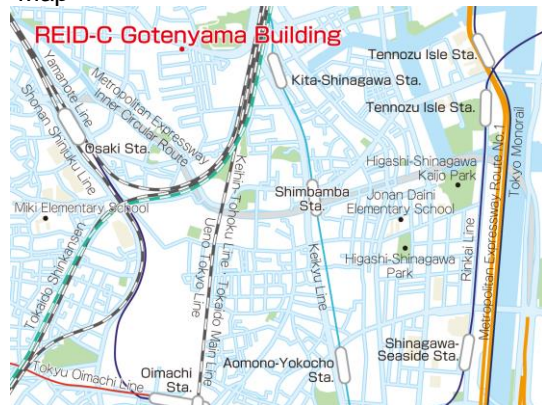 Map
REID-C Gotenyama Building
Tennozu Isle Sta.
Kita-Shinagawa Sta.
Yamanote Line
Metropolitan Expressway
Inner Circular Route
Shonan Shinjuku Line
Osaki Sta.
Tennozu Isle Sta.
Higashi-Shinagawa
Kaijo Park
Shimbamba
Sta.
Jonan Daini
Elementary School
Miki Elementary School
Higashi-Shinagawa
Park
Tokaido Shinkansen
Keihin-Tohoku Line
Tokaido Main Line
Ueno Tokyo Line
Keikyu Line
Rinkai Line
Metropolitan Expressway Route No.1
Tokyo Monorail
Shinagawa-
Seaside Sta.
Oimachi
Sta.
Aomono-Yokocho
Sta.
Tokyu Oimachi Line